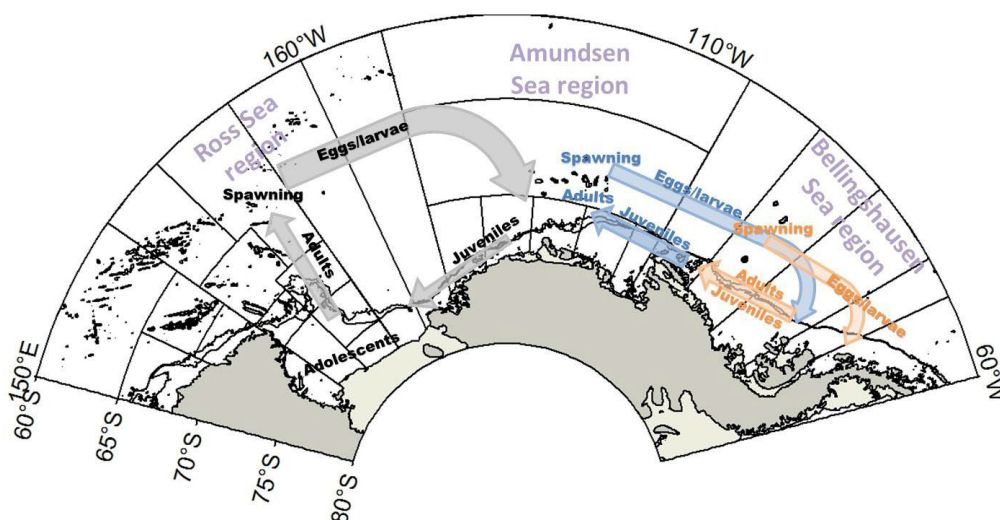 160°W
110°W
Amundsen
Sea region
Ross Sea
region
Bellingshausen
Sea region
Eggs/larvae
Spawning
Adults
Juveniles
Adolescents
Spawning
Eggs/larvae
Adults
Juveniles
Spawning
Eggs/larvae
Adults
Juveniles
150°E
60°S
65°S
70°S
75°S
80°S
60°W